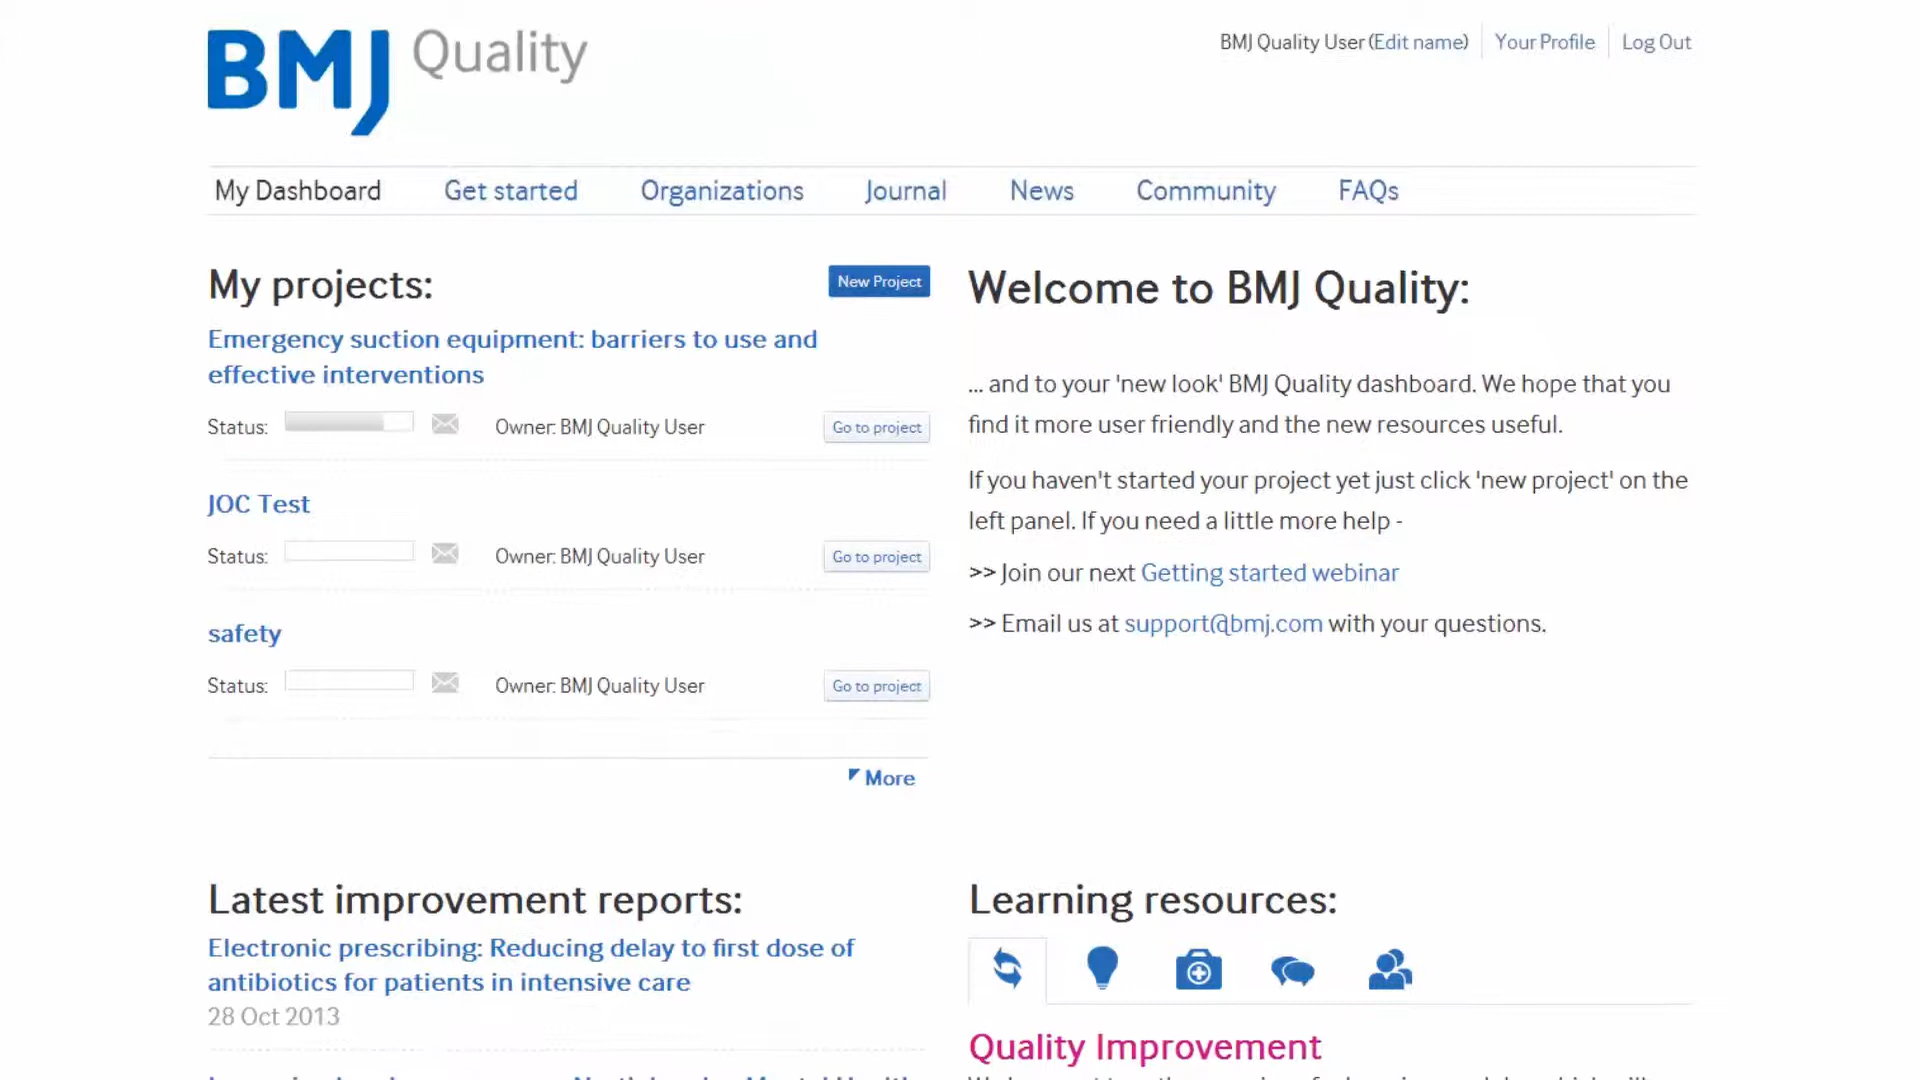 BMJ Quality
BMJ Quality User (Edit name) Your Profile Log Out
My Dashboard Get started Organizations Journal News Community FAQs
My projects:
New Project
Emergency suction equipment: barriers to use and
effective interventions
Status: Owner: BMJ Quality User Go to project
JOC Test
Status: Owner: BMJ Quality User Go to project
safety
Status: Owner: BMJ Quality User Go to project
More
Welcome to BMJ Quality:
... and to your 'new look' BMJ Quality dashboard. We hope that you
find it more user friendly and the new resources useful.
If you haven't started your project yet just click 'new project' on the
left panel. If you need a little more help -
>> Join our next Getting started webinar
>> Email us at support@bmj.com with your questions.
Latest improvement reports:
Electronic prescribing: Reducing delay to first dose of
antibiotics for patients in intensive care
28 Oct 2013
Learning resources:
Quality Improvement